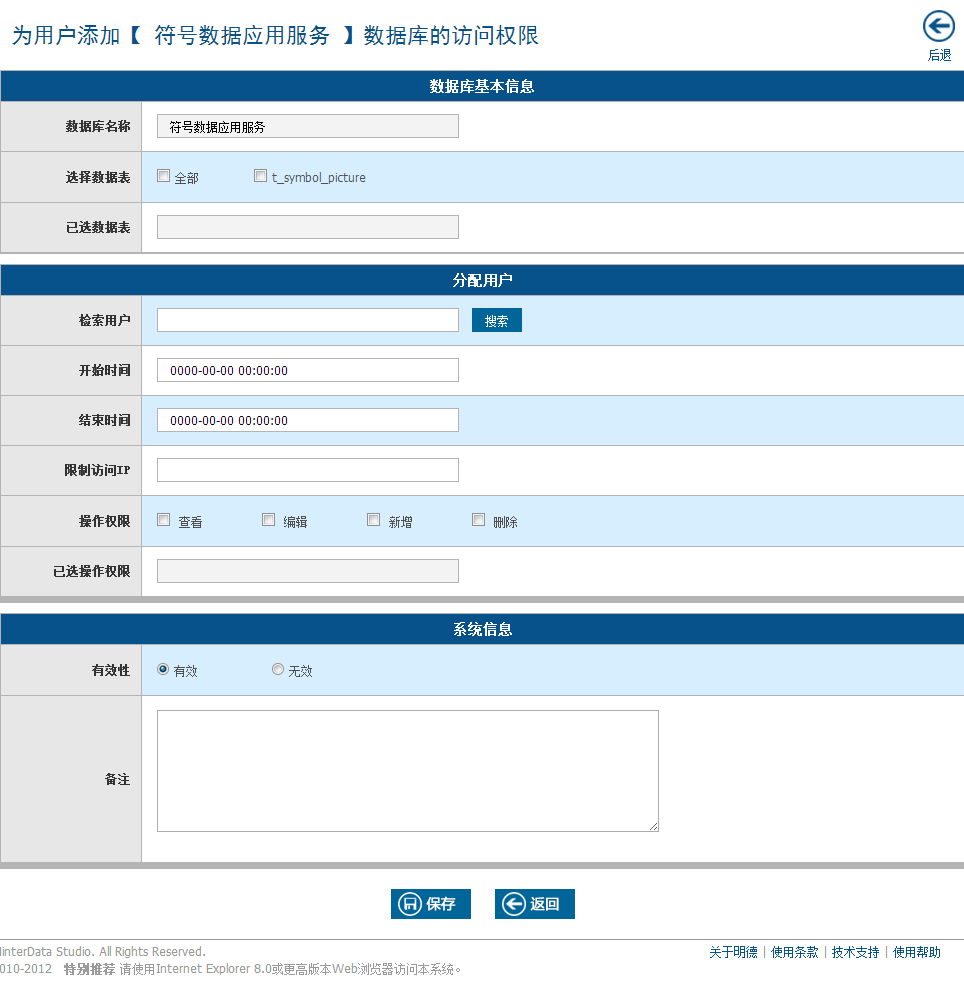 为用户添加【 符号数据应用服务 】数据库的访问权限
后退
数据库基本信息
数据库名称 符号数据应用服务
选择数据表 全部 t_symbol_picture
已选数据表
分配用户
检索用户 搜索
开始时间 0000-00-00 00:00:00
结束时间 0000-00-00 00:00:00
限制访问IP
操作权限 查看 编辑 新增 删除
已选操作权限
系统信息
有效性 有效 无效
备注
保存 返回
interData Studio. All Rights Reserved.
关于明德 | 使用条款 | 技术支持 | 使用帮助
010-2012 特别推荐 请使用Internet Explorer 8.0或更高版本Web浏览器访问本系统。